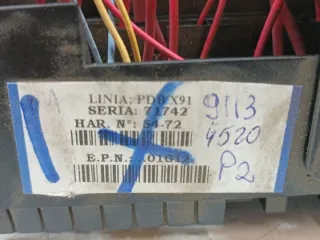 LINIA: PDB X91
SERIA: 71742
HAR. N°: 54-72
E.P.N.:
9113
4520
P2